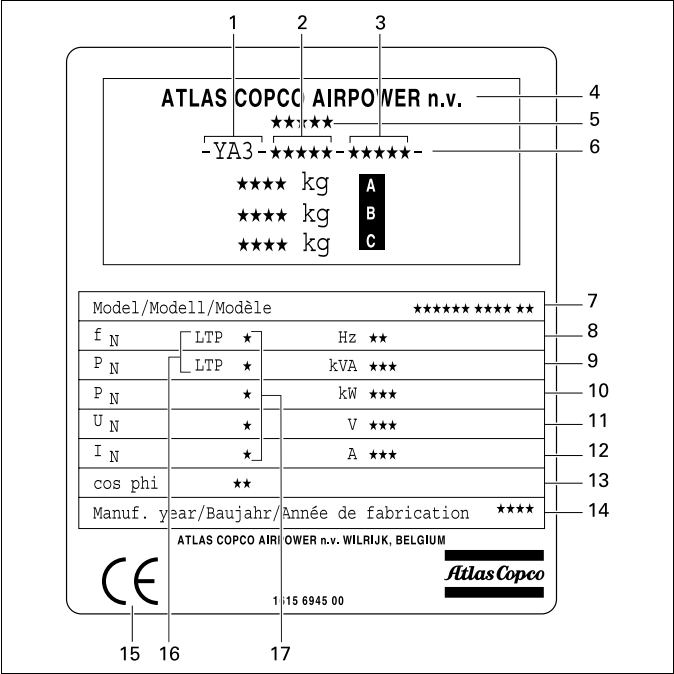 1 2 3
ATLAS COPCO AIRPOWER n.v. 4
★★★★★ 5
-YA3-★★★★★-★★★★★- 6
★★★★ kg A
★★★★ kg B
★★★★ kg C
Model/Modell/Modèle ★★★★★★ ★★★★ ★★ 7
f N LTP ★ Hz ★★ 8
P N LTP ★ kVA ★★★ 9
P N ★ kW ★★★ 10
U N ★ V ★★★ 11
I N ★ A ★★★ 12
cos phi ★★ 13
Manuf. year/Baujahr/Année de fabrication ★★★★ 14
ATLAS COPCO AIRPOWER n.v. WILRIJK, BELGIUM
CE Atlas Copco
1615 6945 00
15 16 17